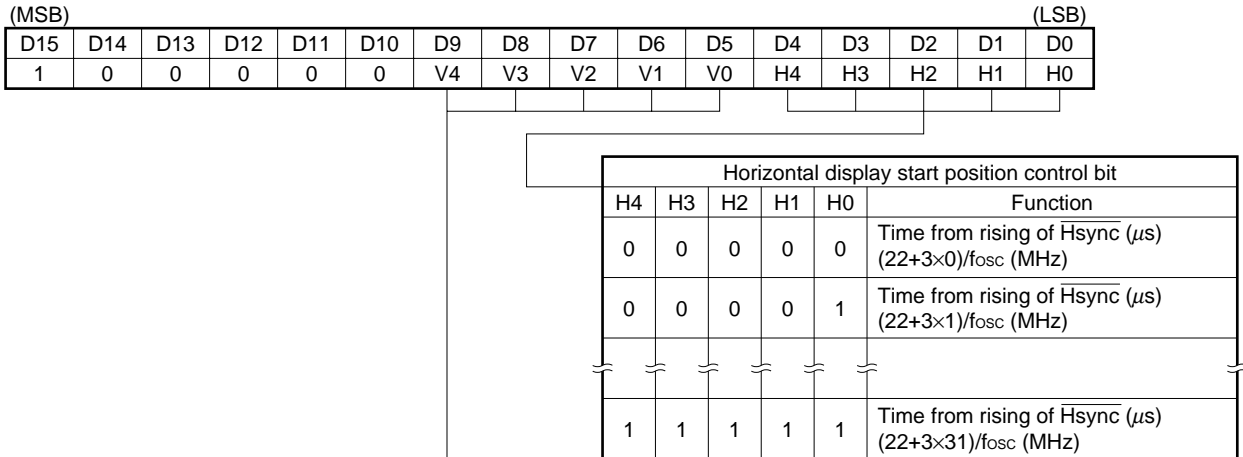 (MSB) (LSB)
D15 D14 D13 D12 D11 D10 D9 D8 D7 D6 D5 D4 D3 D2 D1 D0
1 0 0 0 0 0 V4 V3 V2 V1 V0 H4 H3 H2 H1 H0
Horizontal display start position control bit
H4 H3 H2 H1 H0 Function
0 0 0 0 0 Time from rising of Hsync (μs)
(22+3×0)/fosc (MHz)
0 0 0 0 1 Time from rising of Hsync (μs)
(22+3×1)/fosc (MHz)
1 1 1 1 1 Time from rising of Hsync (μs)
(22+3×31)/fosc (MHz)